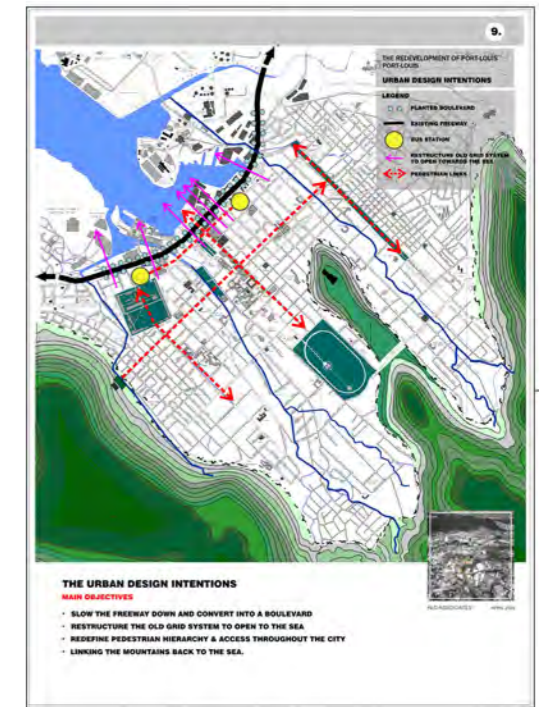 9.
THE REDEVELOPMENT OF PORT-LOUIS
PORT-LOUIS
URBAN DESIGN INTENTIONS
LEGEND
PLANTED BOULEVARD
EXISTING FREEWAY
BUS STATION
RESTRUCTURE OLD GRID SYSTEM
TO OPEN TOWARDS THE SEA
PEDESTRIAN LINKS
THE URBAN DESIGN INTENTIONS
MAIN OBJECTIVES
· SLOW THE FREEWAY DOWN AND CONVERT INTO A BOULEVARD
· RESTRUCTURE THE OLD GRID SYSTEM TO OPEN TO THE SEA
· REDEFINE PEDESTRIAN HIERARCHY & ACCESS THROUGHOUT THE CITY
· LINKING THE MOUNTAINS BACK TO THE SEA.
ASSOCIATES